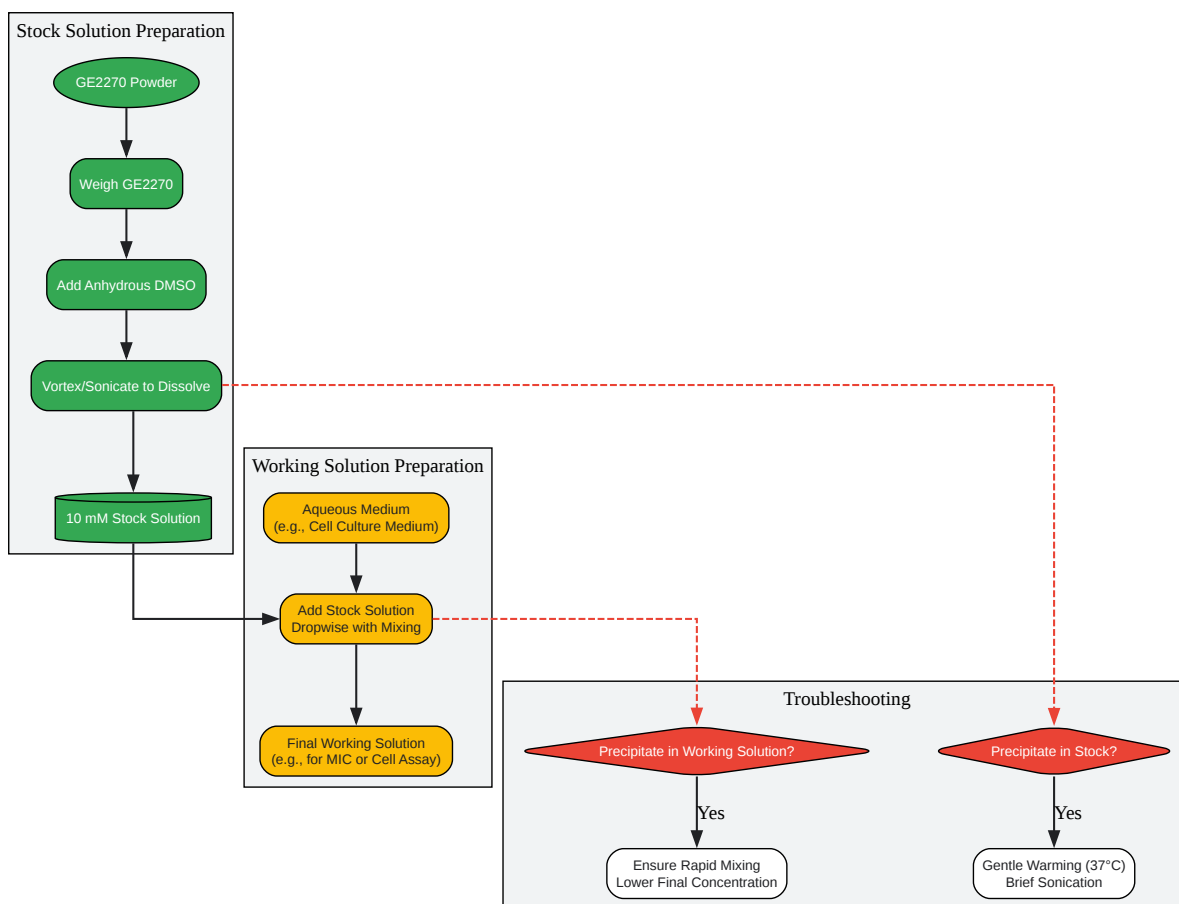 Stock Solution Preparation
GE2270 Powder
Weigh GE2270
Add Anhydrous DMSO
Vortex/Sonicate to Dissolve
10 mM Stock Solution
Working Solution Preparation
Aqueous Medium
(e.g., Cell Culture Medium)
Add Stock Solution
Dropwise with Mixing
Final Working Solution
(e.g., for MIC or Cell Assay)
Troubleshooting
Precipitate in Working Solution?
Yes
Ensure Rapid Mixing
Lower Final Concentration
Precipitate in Stock?
Yes
Gentle Warming (37°C)
Brief Sonication